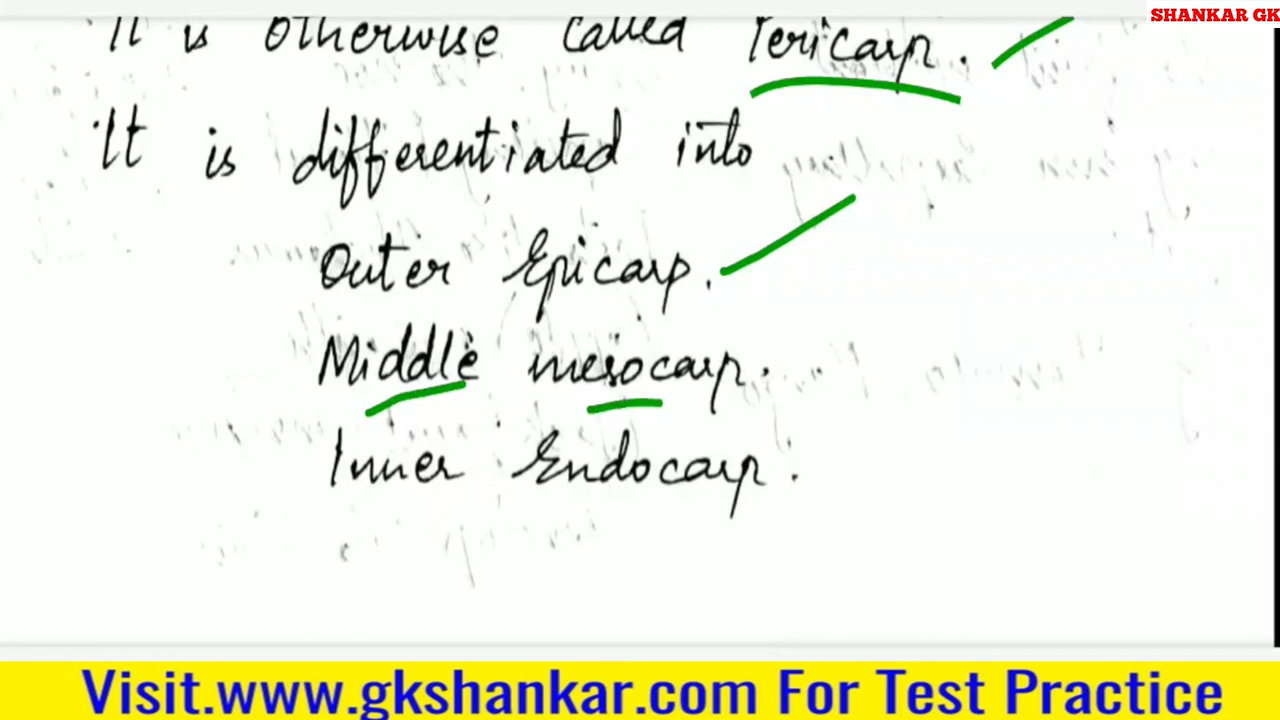 SHANKAR GK
It is otherwise called Pericarp.
It is differentiated into
Outer Epicarp.
Middle mesocarp.
Inner Endocarp.
Visit.www.gkshankar.com For Test Practice